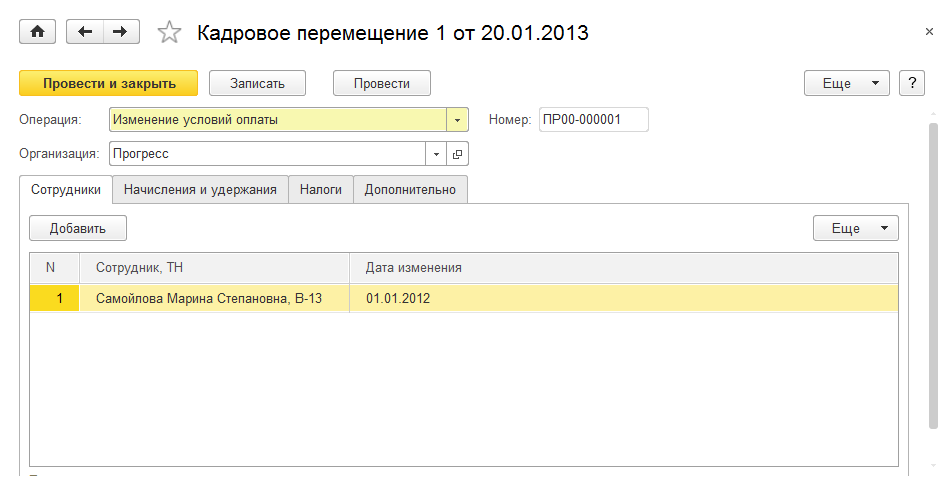 Кадровое перемещение 1 от 20.01.2013
Провести и закрыть Записать Провести Еще ?
Операция: Изменение условий оплаты Номер: ПР00-000001
Организация: Прогресс
Сотрудники Начисления и удержания Налоги Дополнительно
Добавить Еще
N Сотрудник, ТН Дата изменения
1 Самойлова Марина Степановна, В-13 01.01.2012